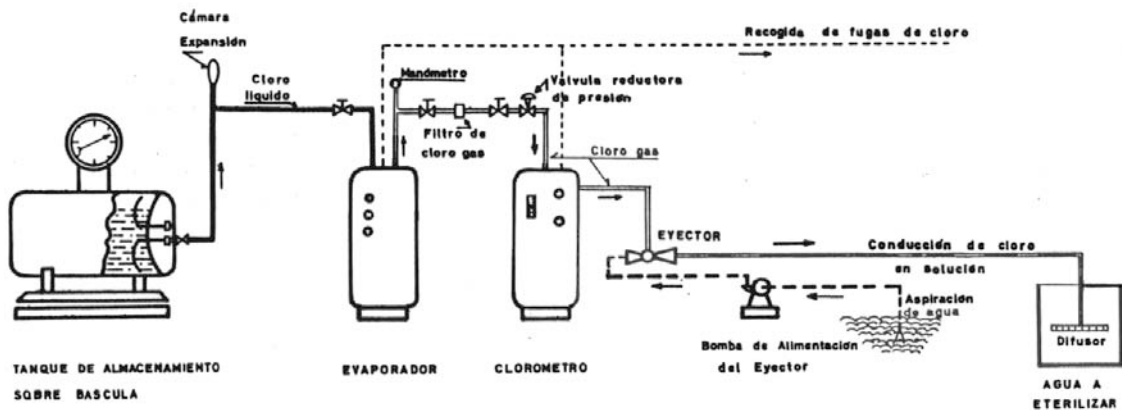 Cámara
Expansión
Recogida de fugas de cloro
Cloro
líquido
Manómetro
Valvula reductora
de presión
Filtro de
cloro gas
Cloro gas
EYECTOR
Conducción de cloro
en solución
Aspiración
de agua
Bomba de Alimentación
del Eyector
Difusor
TANQUE DE ALMACENAMIENTO
SOBRE BASCULA
EVAPORADOR
CLOROMETRO
AGUA A
ETERILIZAR